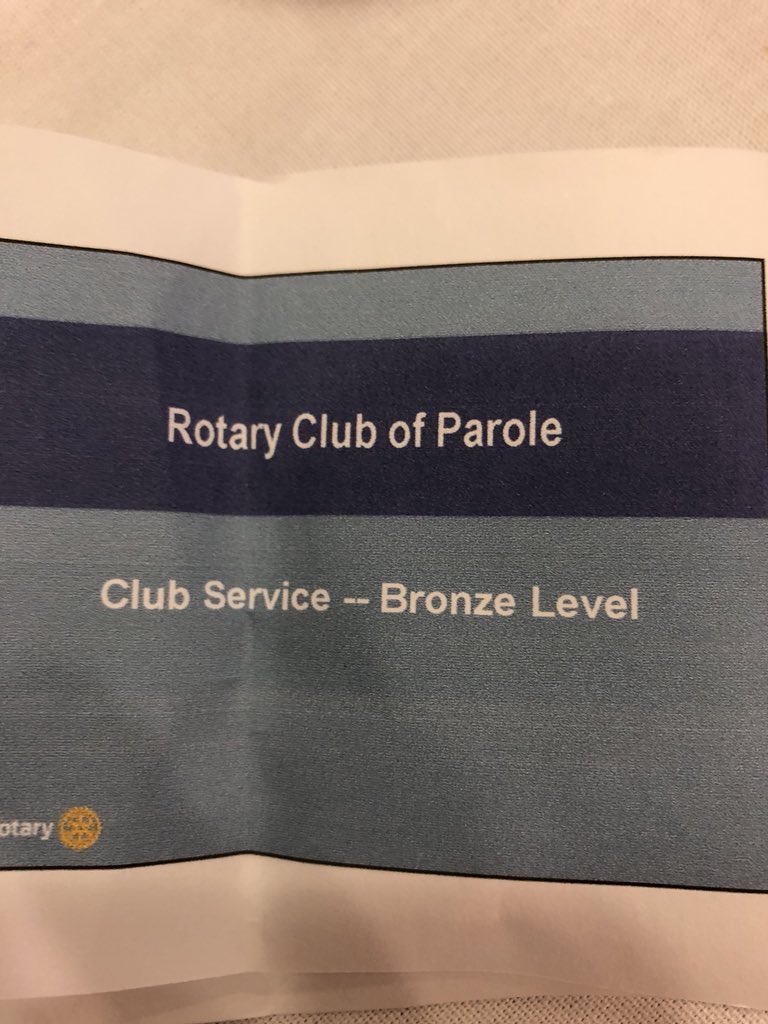 Rotary Club of Parole
Club Service -- Bronze Level
otary